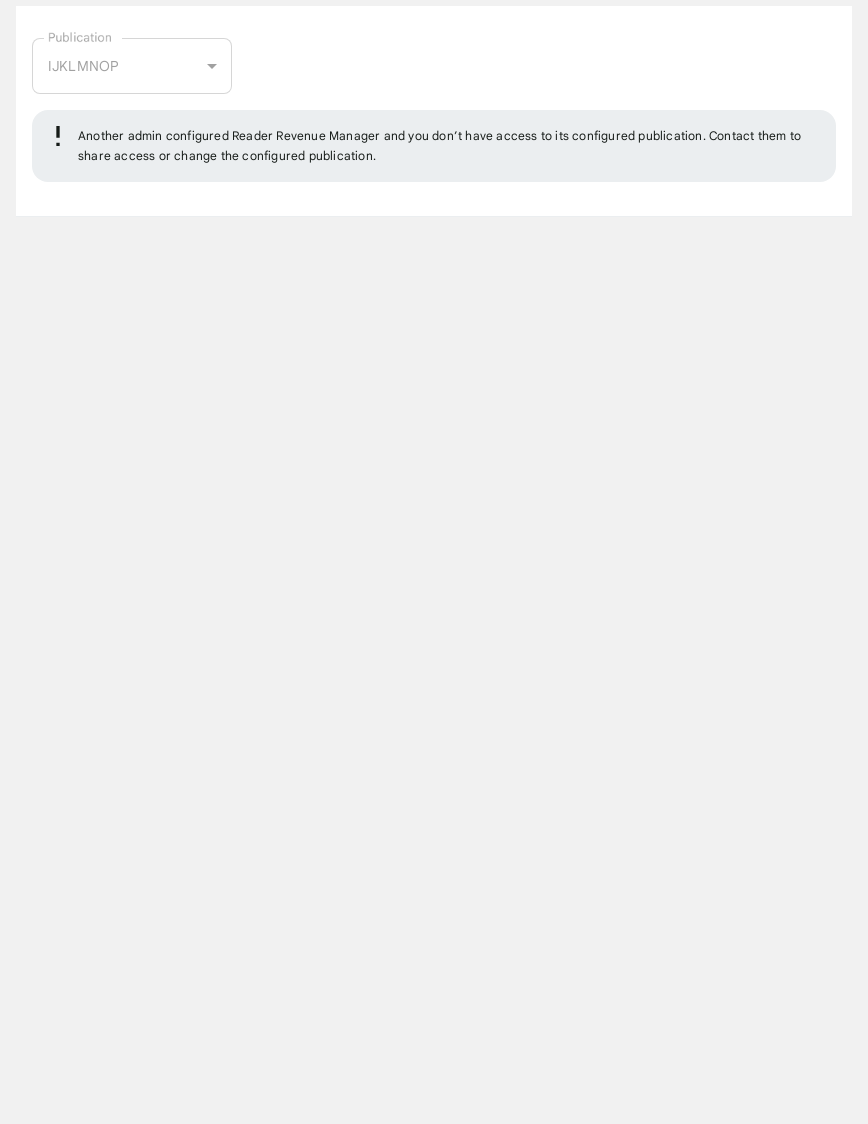 Publication
IJKLMNOP
Another admin configured Reader Revenue Manager and you don’t have access to its configured publication. Contact them to
share access or change the configured publication.